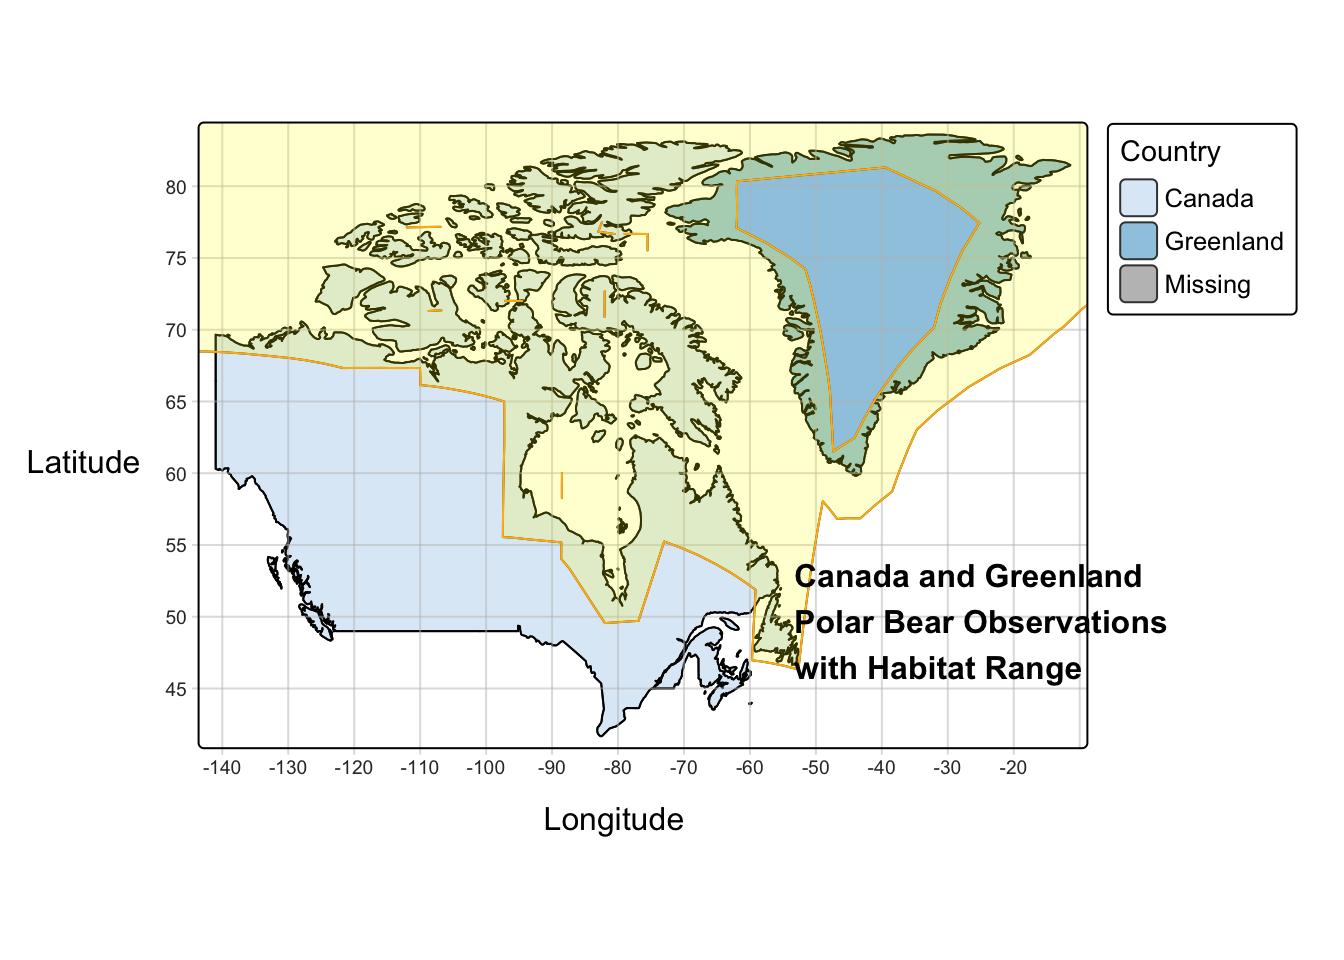 Country
Canada
Greenland
Missing
80
75
70
65
60
55
50
45
Latitude
Canada and Greenland
Polar Bear Observations
with Habitat Range
-140 -130 -120 -110 -100 -90 -80 -70 -60 -50 -40 -30 -20
Longitude